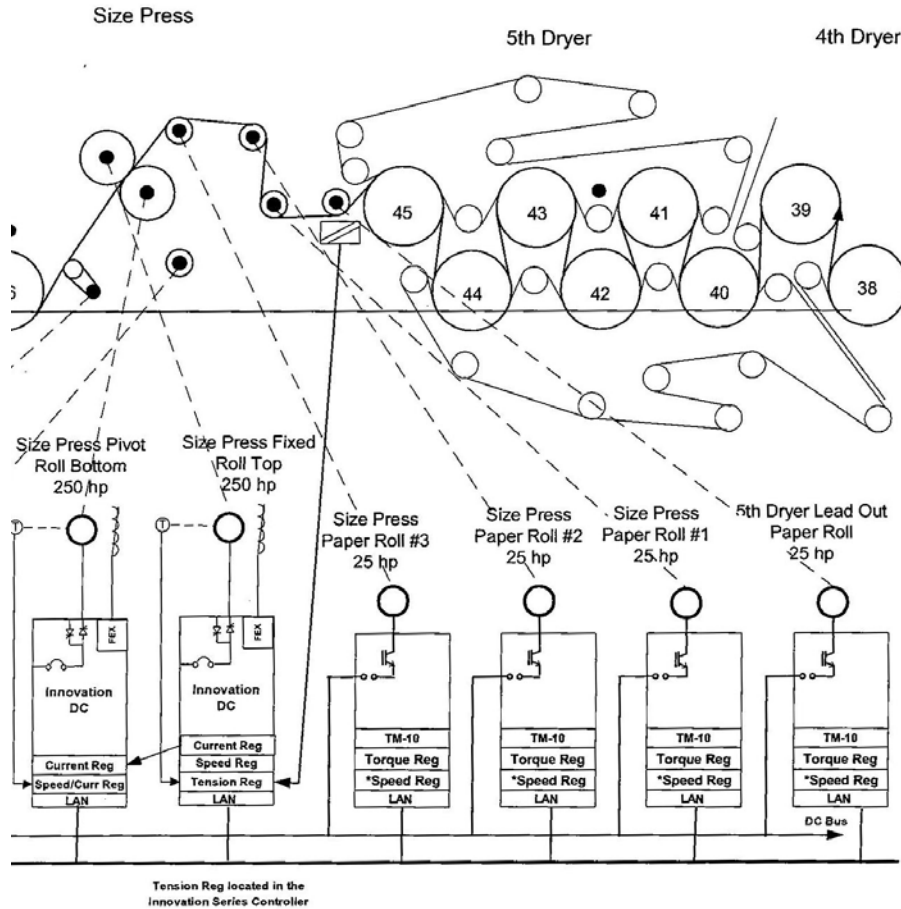 Size Press
5th Dryer
4th Dryer
45
43
41
39
44
42
40
38
6
Size Press Pivot
Roll Bottom
250 hp
Size Press Fixed
Roll Top
250 hp
Size Press
Paper Roll #3
25 hp
Size Press
Paper Roll #2
25 hp
Size Press
Paper Roll #1
25 hp
5th Dryer Lead Out
Paper Roll
25 hp
T
T
FEX
FEX
Innovation
DC
Innovation
DC
Current Reg
Speed/Curr Reg
LAN
Current Reg
Speed Reg
Tension Reg
LAN
TM-10
Torque Reg
*Speed Reg
LAN
TM-10
Torque Reg
*Speed Reg
LAN
TM-10
Torque Reg
*Speed Reg
LAN
TM-10
Torque Reg
*Speed Reg
LAN
DC Bus
Tension Reg located in the
Innovation Series Controller